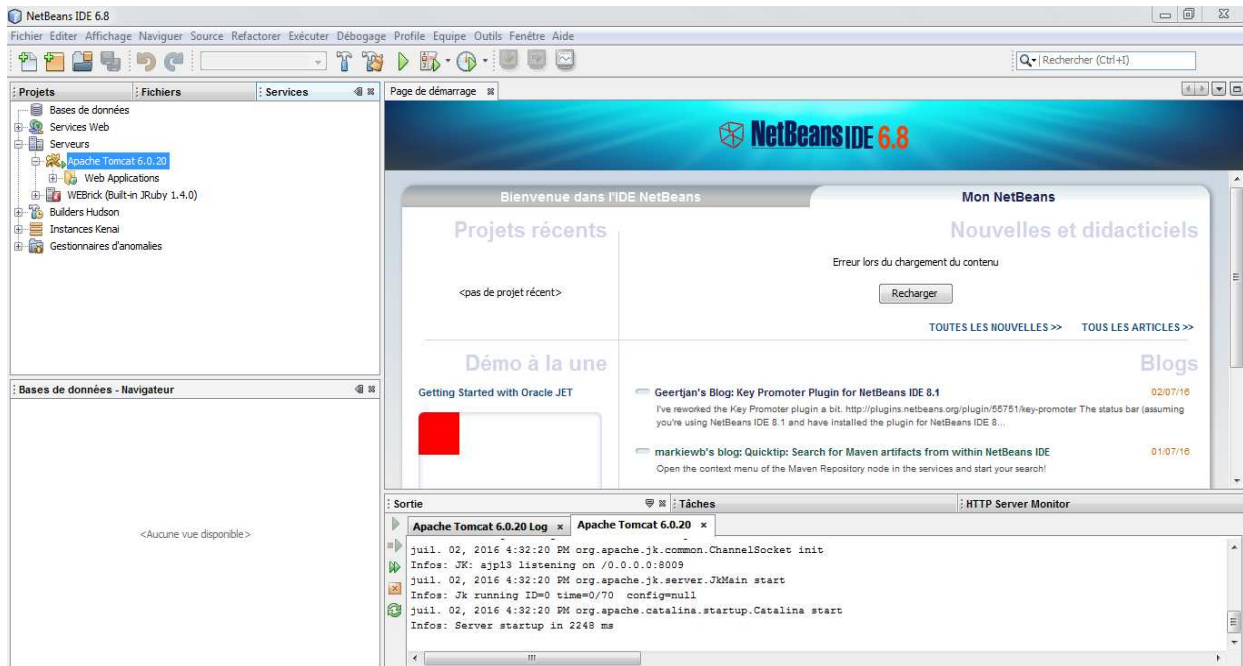 NetBeans IDE 6.8
Fichier Editer Affichage Naviguer Source Refactorer Exécuter Débogage Profile Equipe Outils Fenêtre Aide
Rechercher (Ctrl+I)
Projets Fichiers Services
Bases de données
Services Web
Serveurs
Apache Tomcat 6.0.20
Web Applications
WEBrick (Built-in JRuby 1.4.0)
Builders Hudson
Instances Kenai
Gestionnaires d'anomalies
Bases de données - Navigateur
<Aucune vue disponible>
Page de démarrage
NetBeans IDE 6.8
Bienvenue dans l'IDE NetBeans Mon NetBeans
Projets récents
<pas de projet récent>
Nouvelles et didacticiels
Erreur lors du chargement du contenu
Recharger
TOUTES LES NOUVELLES >> TOUS LES ARTICLES >>
Démo à la une
Getting Started with Oracle JET
Blogs
Geertjan's Blog: Key Promoter Plugin for NetBeans IDE 8.1 02/07/16
I've reworked the Key Promoter plugin a bit. http://plugins.netbeans.org/plugin/55751/key-promoter The status bar (assuming
you're using NetBeans IDE 8.1 and have installed the plugin for NetBeans IDE 8...
markiewb's blog: Quicktip: Search for Maven artifacts from within NetBeans IDE 01/07/16
Open the context menu of the Maven Repository node in the services and start your search!
Sortie Tâches HTTP Server Monitor
Apache Tomcat 6.0.20 Log Apache Tomcat 6.0.20
juil. 02, 2016 4:32:20 PM org.apache.jk.common.ChannelSocket init
Infos: JK: ajp13 listening on /0.0.0.0:8009
juil. 02, 2016 4:32:20 PM org.apache.jk.server.JkMain start
Infos: Jk running ID=0 time=0/70 config=null
juil. 02, 2016 4:32:20 PM org.apache.catalina.startup.Catalina start
Infos: Server startup in 2248 ms